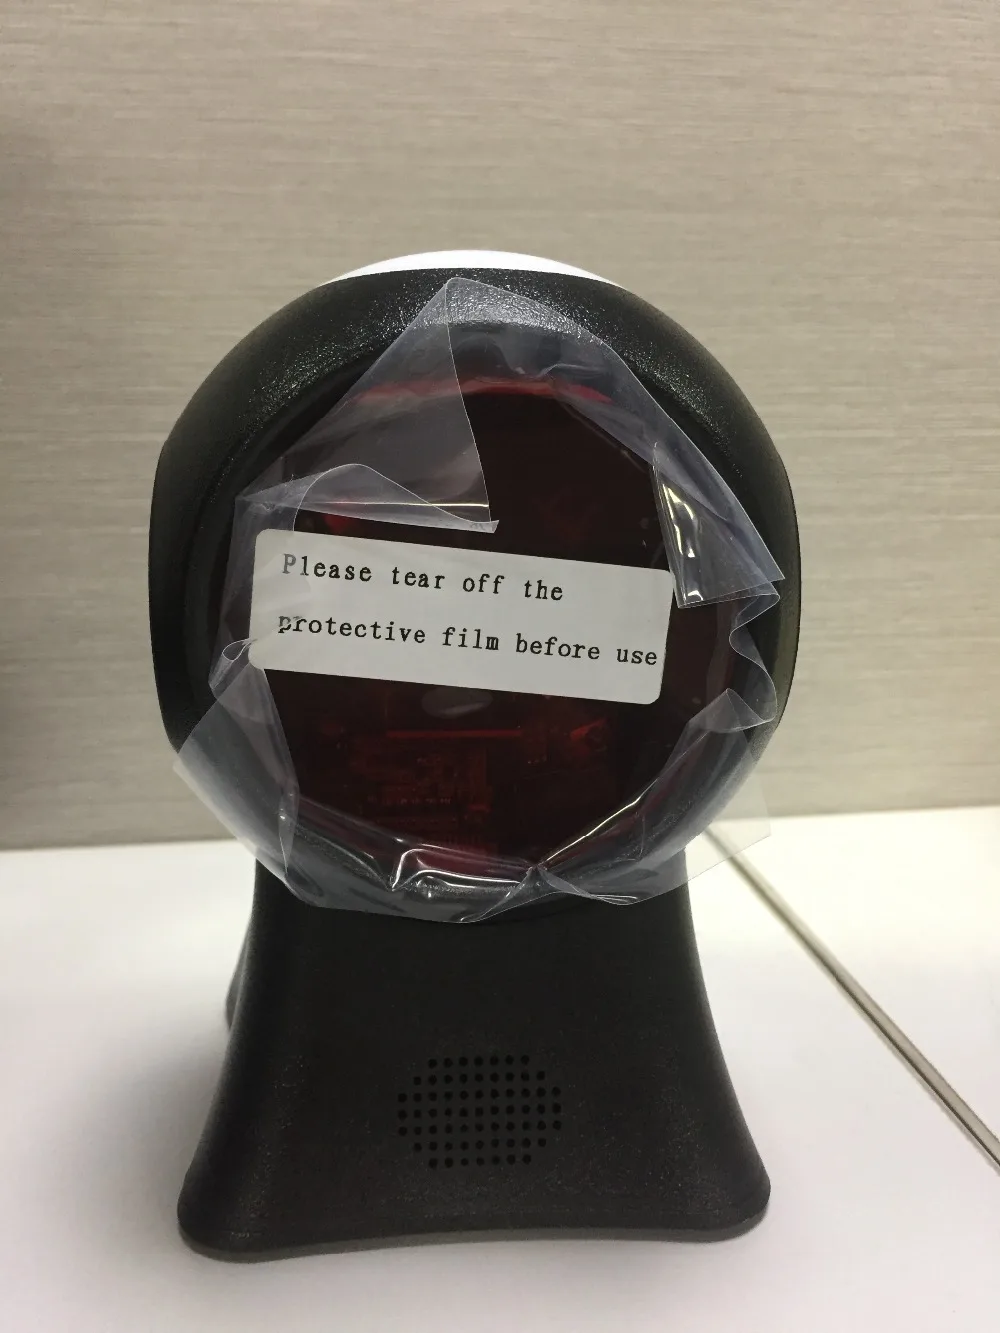 Please tear off the
protective film before use